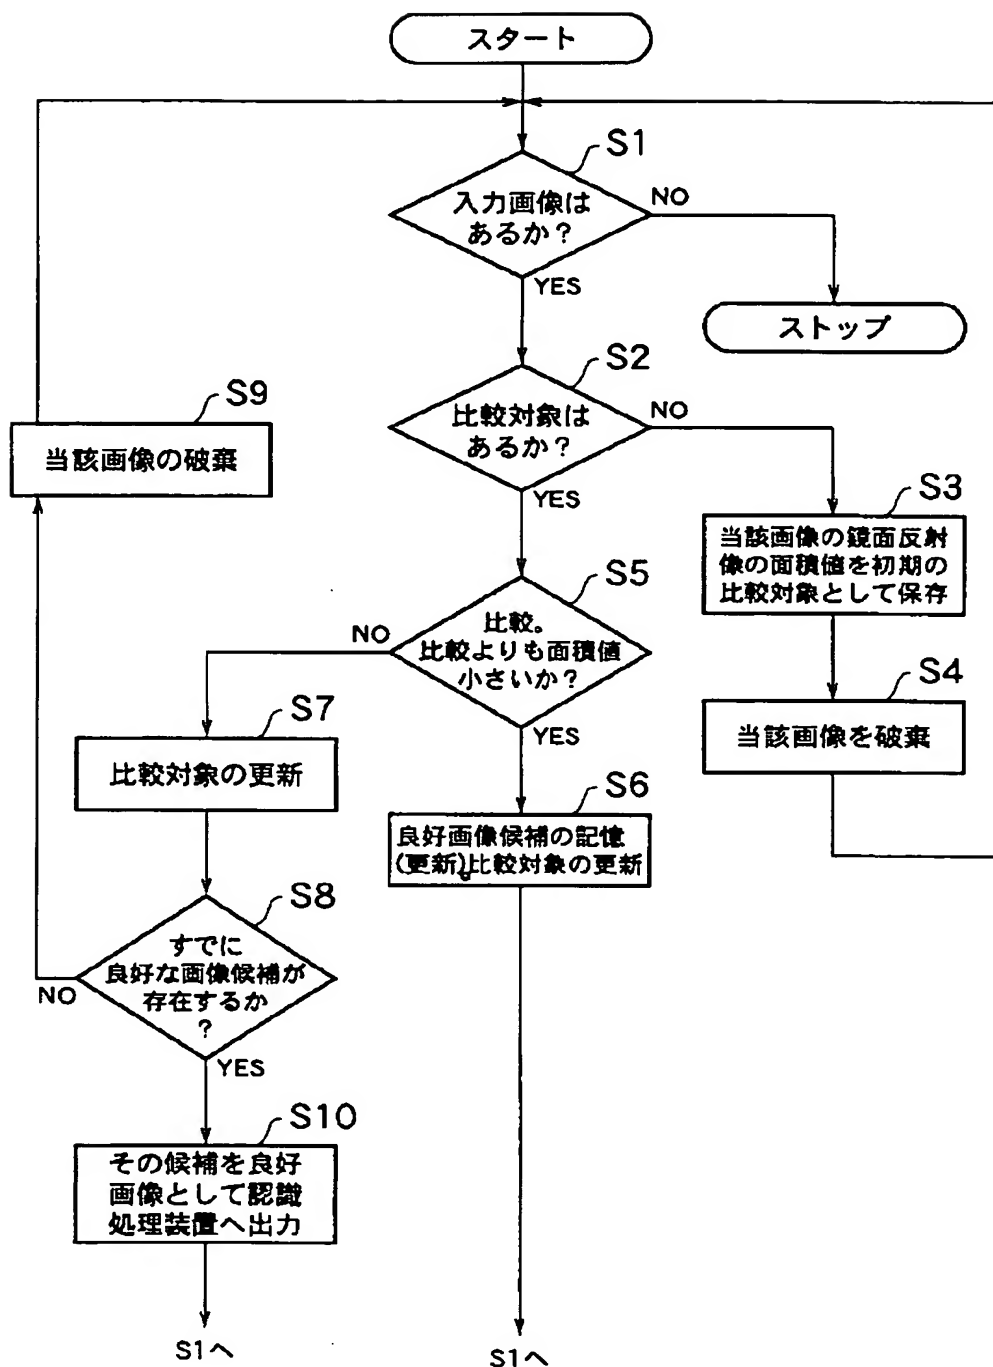 スタート
S1
入力画像は
あるか？
NO
YES
ストップ
S2
比較対象は
あるか？
NO
YES
S9
当該画像の破棄
S3
当該画像の鏡面反射
像の面積値を初期の
比較対象として保存
S5
比較。
比較よりも面積値
小さいか？
NO
YES
S4
当該画像を破棄
S7
比較対象の更新
S6
良好画像候補の記憶
(更新)。比較対象の更新
S8
すでに
良好な画像候補が
存在するか
？
NO
YES
S10
その候補を良好
画像として認識
処理装置へ出力
S1へ
S1へ